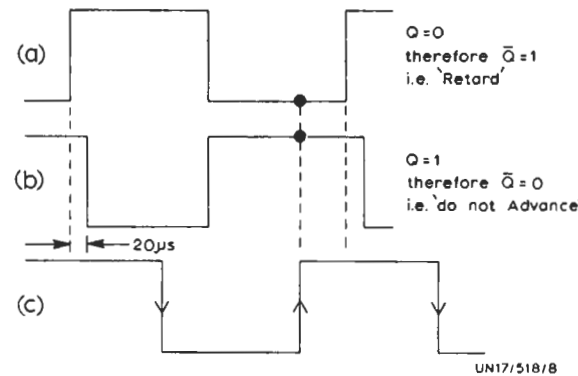 (a)
Q=0
therefore Q̄=1
i.e. 'Retard'
(b)
Q=1
therefore Q̄=0
i.e. 'do not Advance
20µs
(c)
UN17/518/8